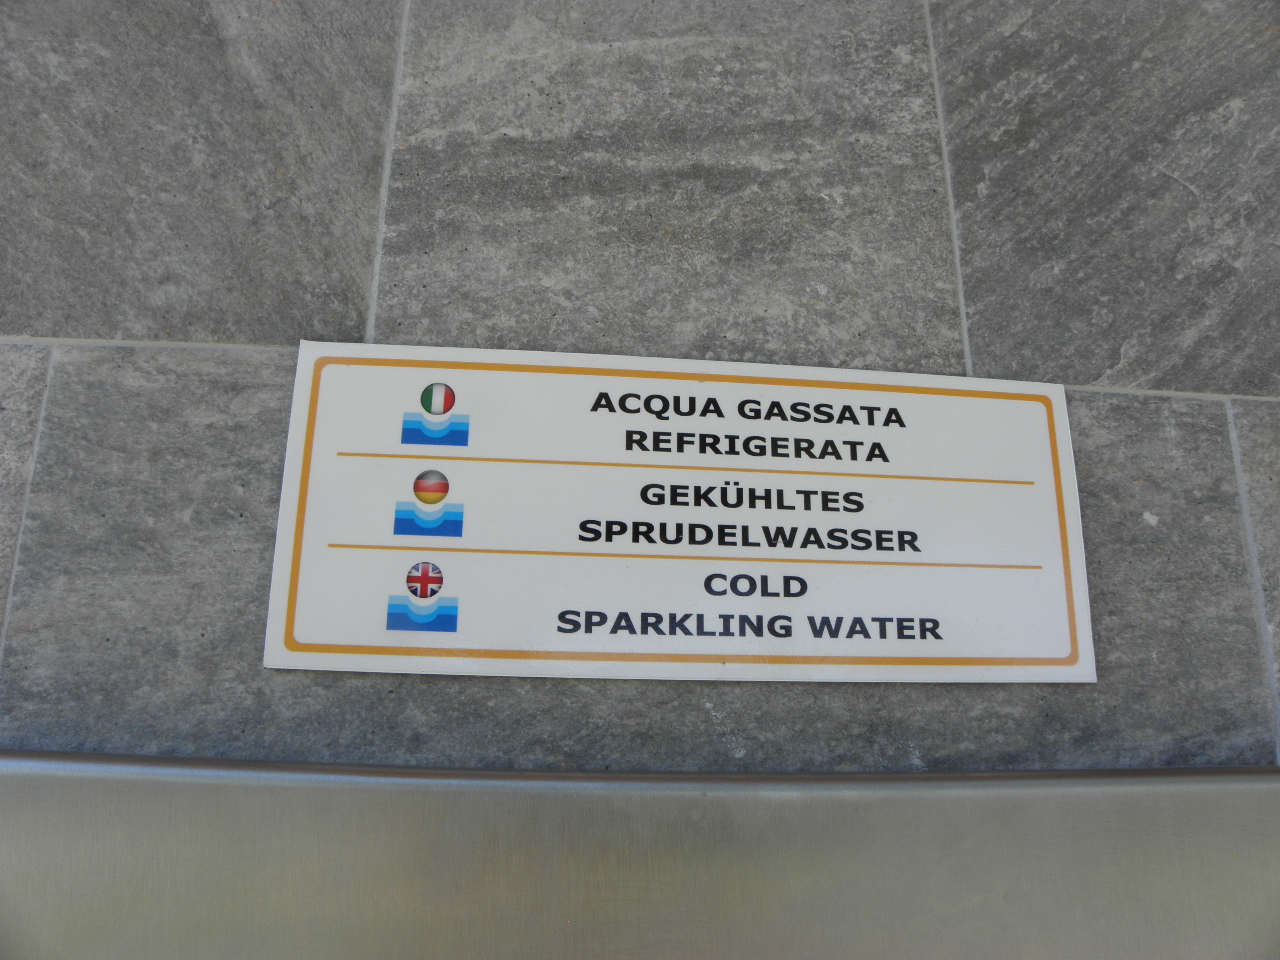 ACQUA GASSATA
REFRIGERATA
GEKÜHLTES
SPRUDELWASSER
COLD
SPARKLING WATER